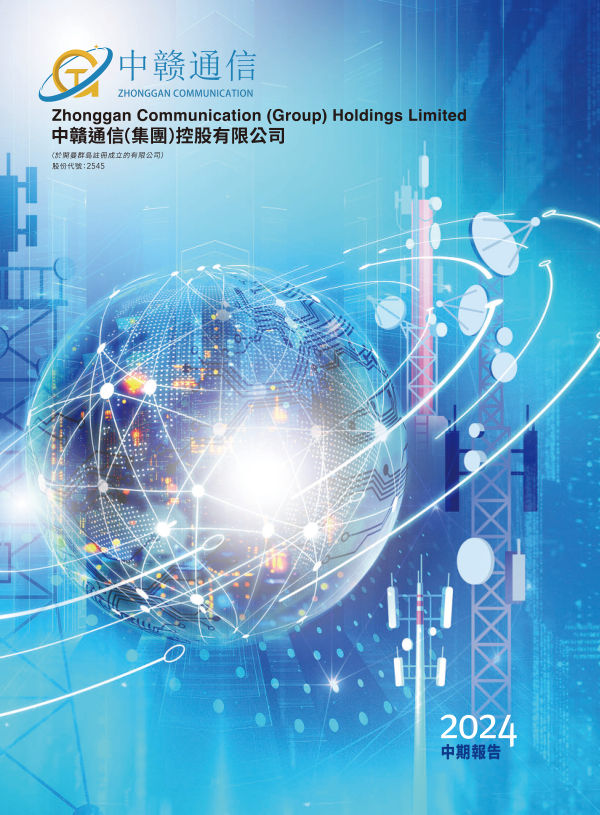 中贛通信
ZHONGGAN COMMUNICATION
Zhonggan Communication (Group) Holdings Limited
中贛通信(集團)控股有限公司
(於開曼群島註冊成立的有限公司)
股份代號：2545
2024
中期報告